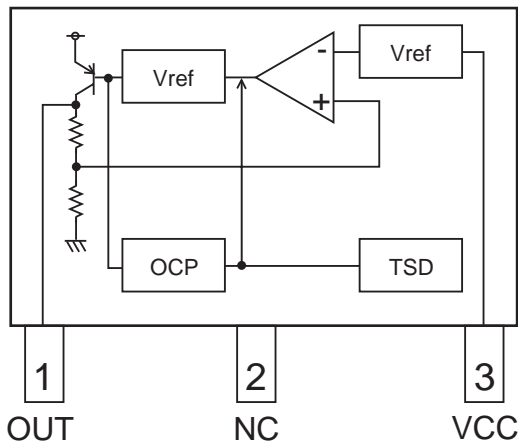 Vref
-
Vref
+
OCP
TSD
1
2
3
OUT
NC
VCC